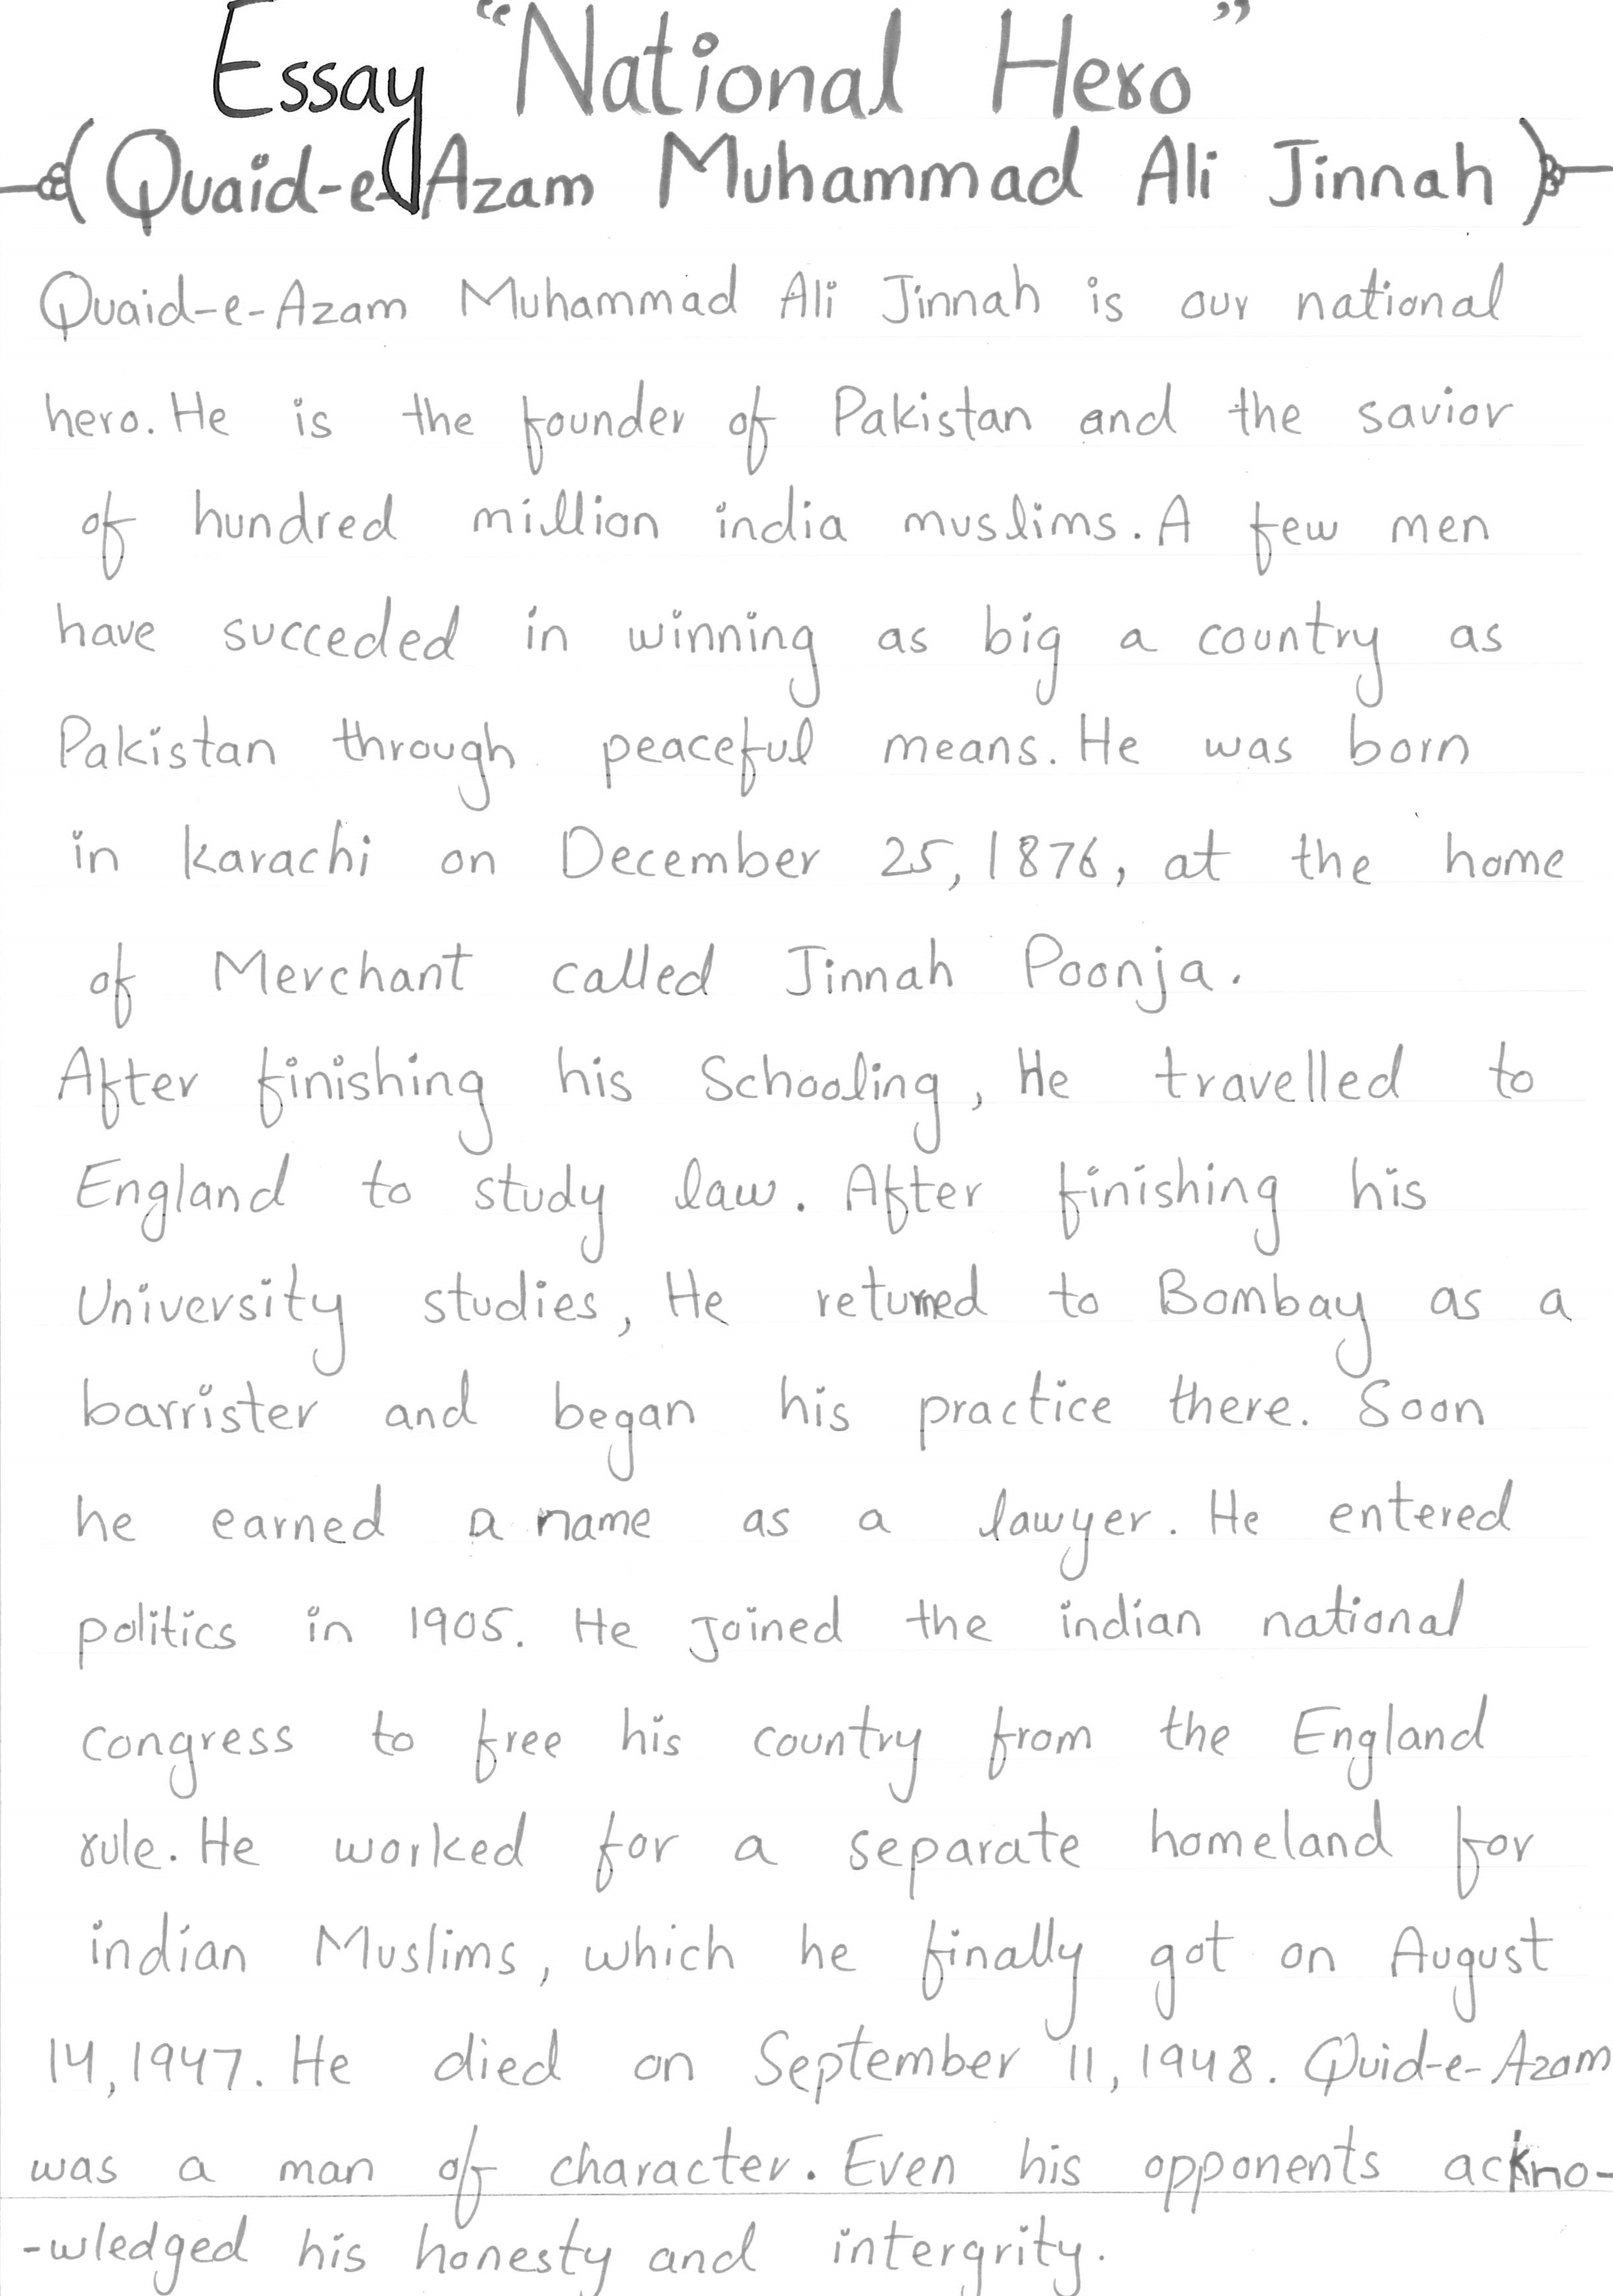 Essay "National Hero"
(Quaid-e-Azam Muhammad Ali Jinnah)
Quaid-e-Azam Muhammad Ali Jinnah is our national
hero. He is the founder of Pakistan and the savior
of hundred million india muslims. A few men
have succeded in winning as big a country as
Pakistan through peaceful means. He was born
in karachi on December 25, 1876, at the home
of Merchant called Jinnah Poonja.
After finishing his Schooling, He travelled to
England to study law. After finishing his
University studies, He returned to Bombay as a
barrister and began his practice there. Soon
he earned a name as a lawyer. He entered
politics in 1905. He joined the indian national
congress to free his country from the England
rule. He worked for a separate homeland for
indian Muslims, which he finally got on August
14, 1947. He died on September 11, 1948. Quid-e-Azam
was a man of character. Even his opponents ackno-
-wledged his honesty and intergrity.